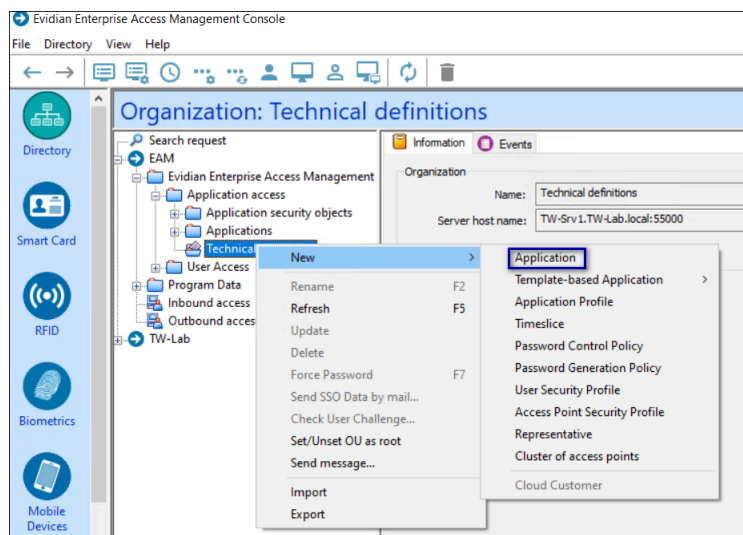 Evidian Enterprise Access Management Console
File Directory View Help
Organization: Technical definitions
Directory
Smart Card
RFID
Biometrics
Mobile
Devices
Search request
EAM
Evidian Enterprise Access Management
Application access
Application security objects
Applications
Technical
User Access
Program Data
Inbound access
Outbound acces
TW-Lab
Information Events
Organization
Name: Technical definitions
Server host name: TW-Srv1.TW-Lab.local:55000
New
Rename F2
Refresh F5
Update
Delete
Force Password F7
Send SSO Data by mail...
Check User Challenge...
Set/Unset OU as root
Send message...
Import
Export
Application
Template-based Application
Application Profile
Timeslice
Password Control Policy
Password Generation Policy
User Security Profile
Access Point Security Profile
Representative
Cluster of access points
Cloud Customer